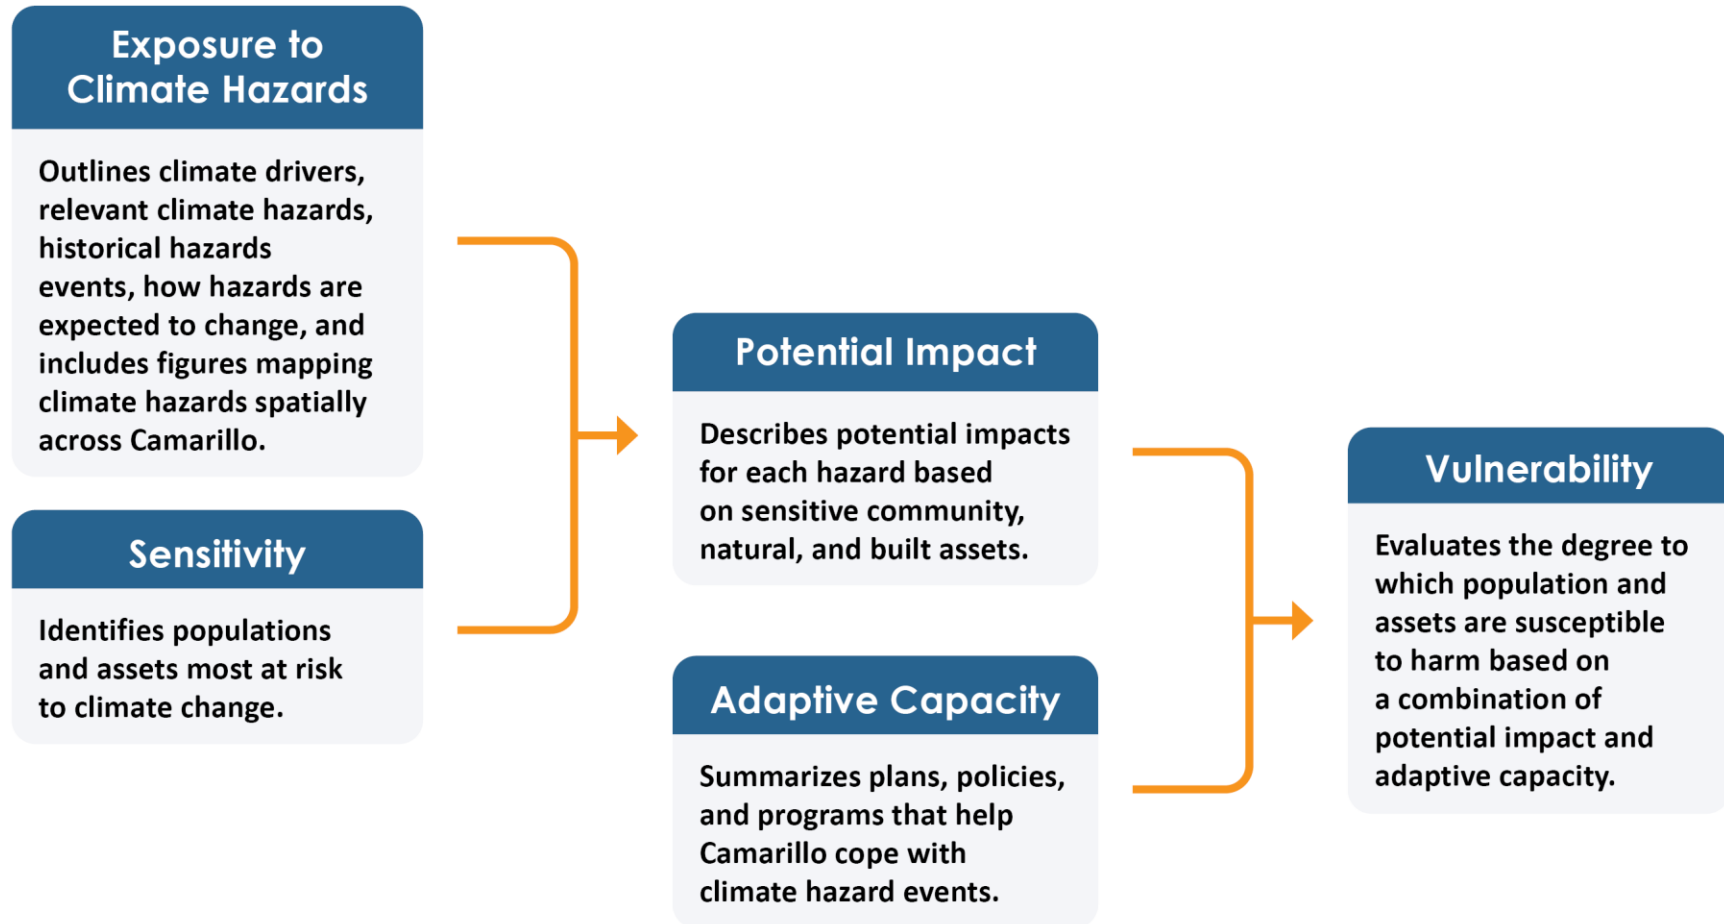 Exposure to
Climate Hazards
Outlines climate drivers,
relevant climate hazards,
historical hazards
events, how hazards are
expected to change, and
includes figures mapping
climate hazards spatially
across Camarillo.
Sensitivity
Identifies populations
and assets most at risk
to climate change.
Potential Impact
Describes potential impacts
for each hazard based
on sensitive community,
natural, and built assets.
Adaptive Capacity
Summarizes plans, policies,
and programs that help
Camarillo cope with
climate hazard events.
Vulnerability
Evaluates the degree to
which population and
assets are susceptible
to harm based on
a combination of
potential impact and
adaptive capacity.